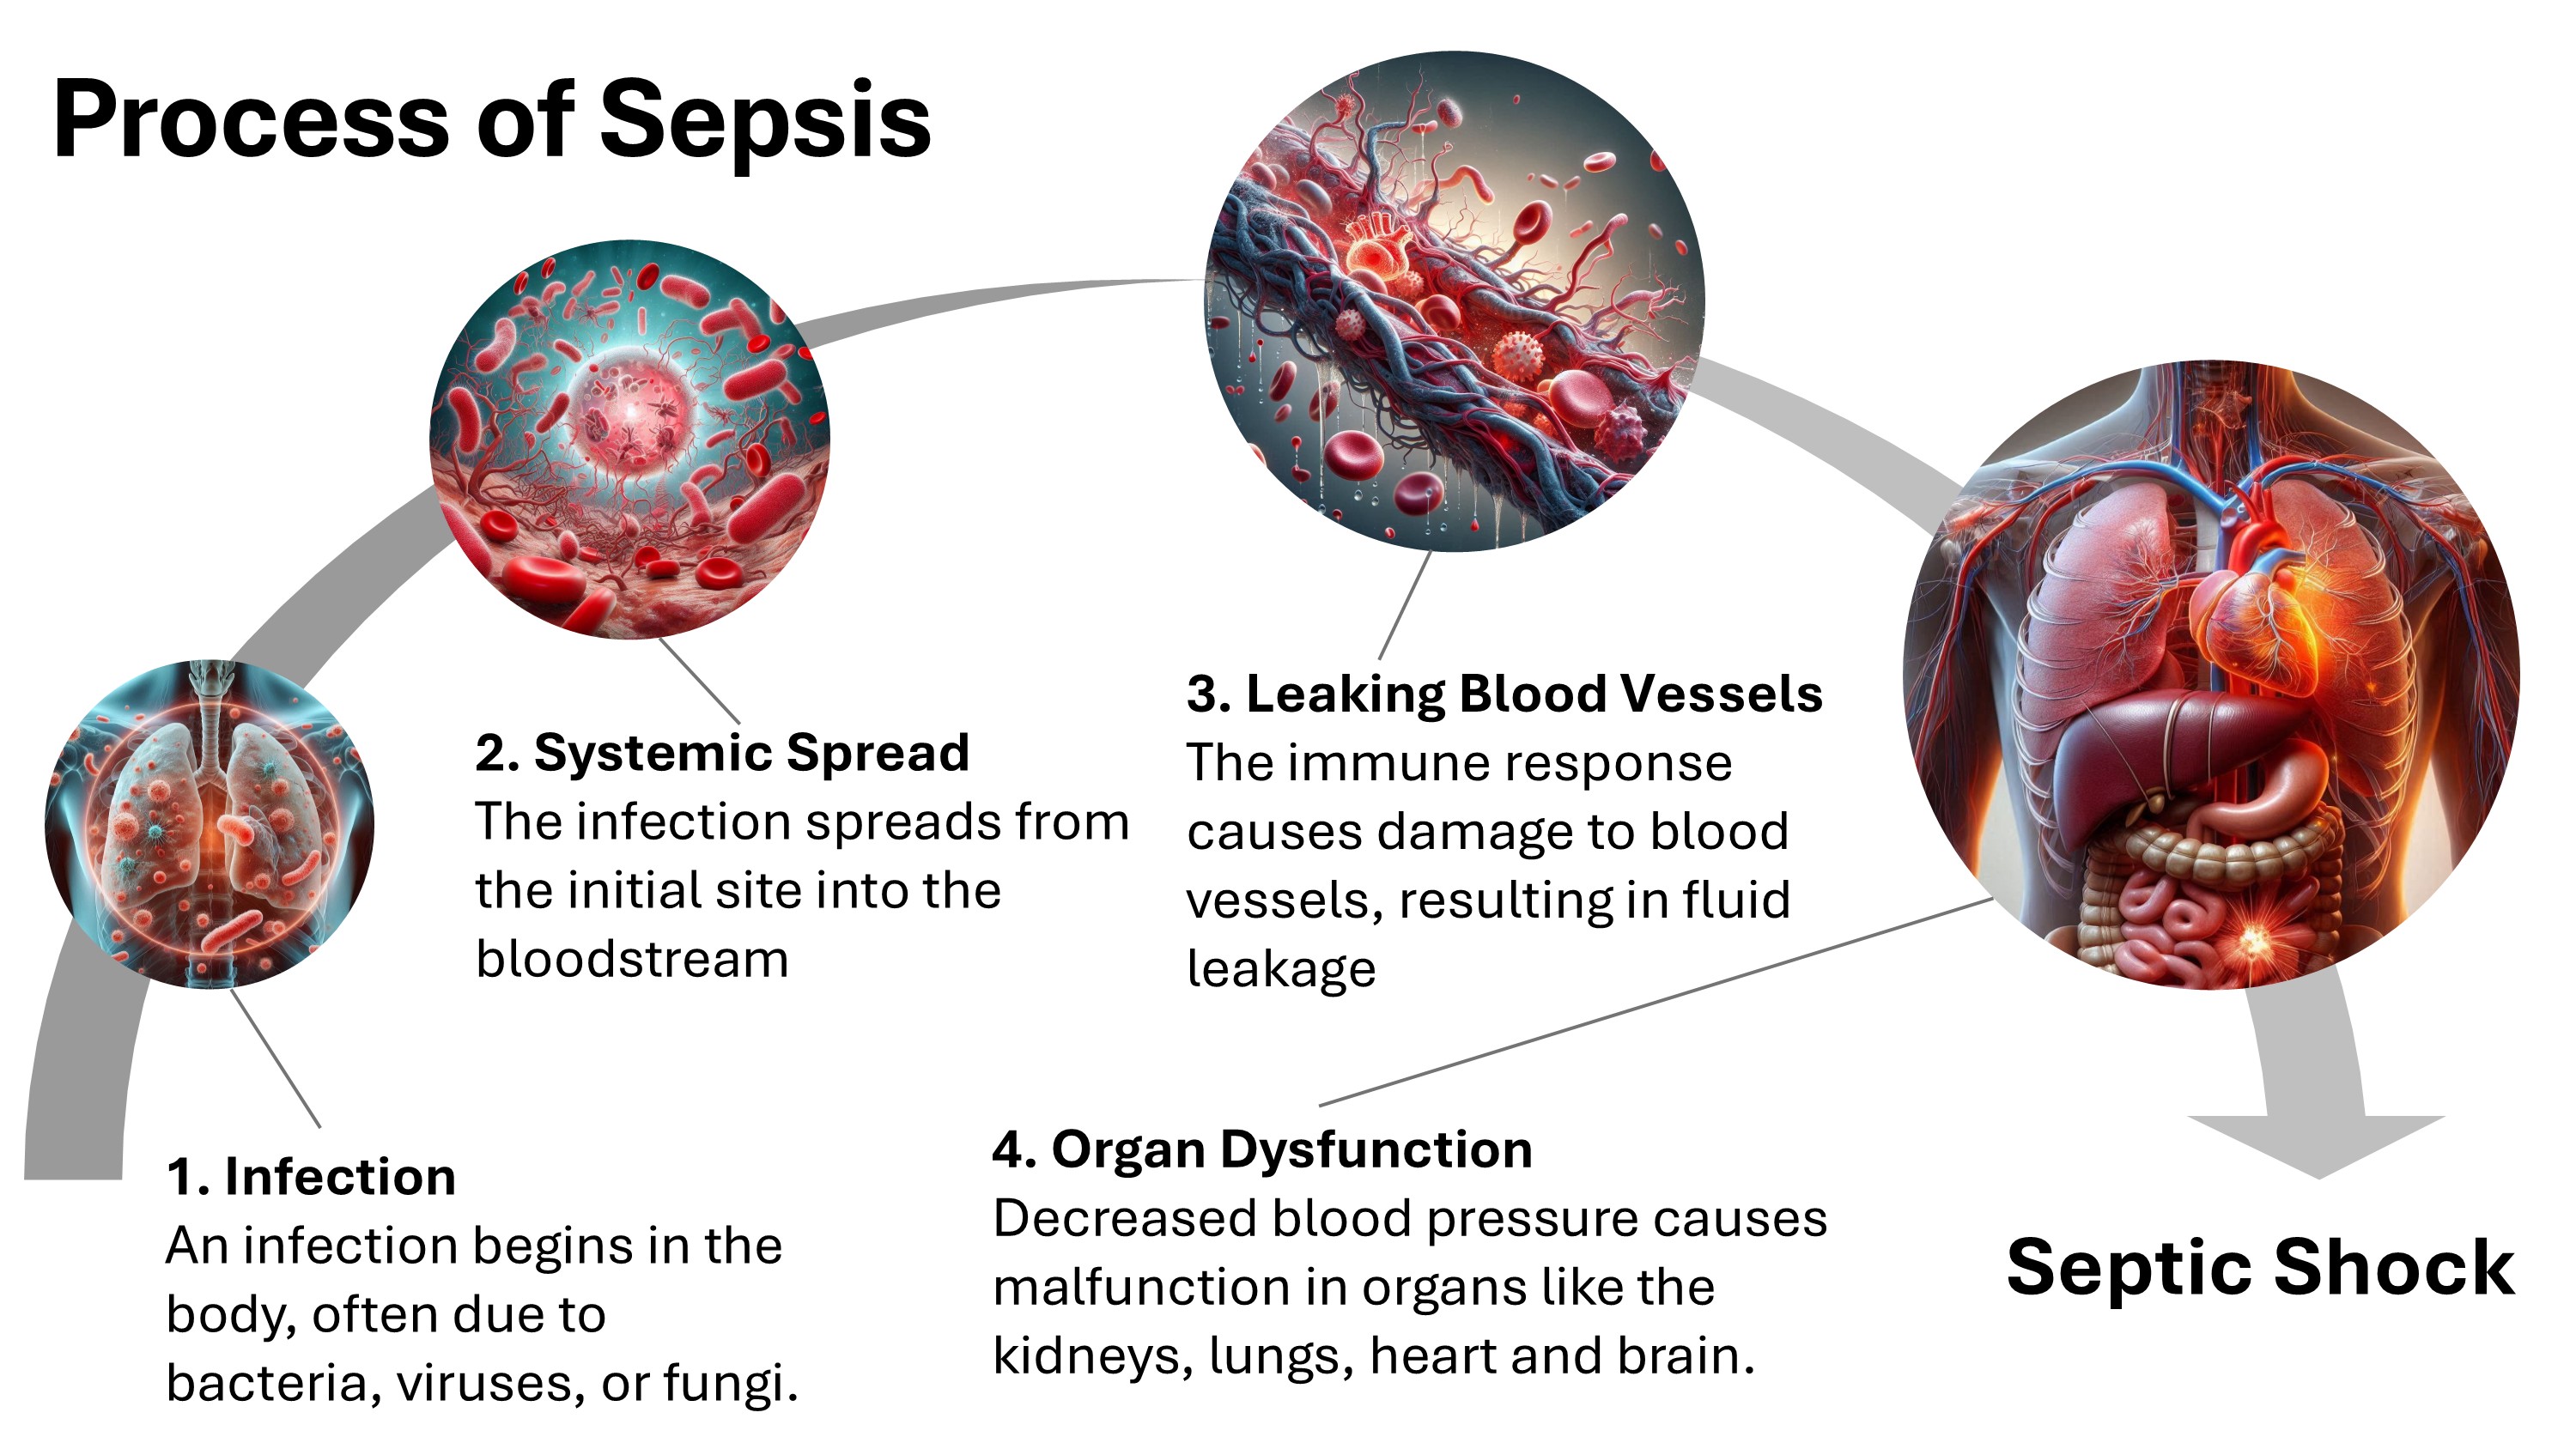 Process of Sepsis
1. Infection
An infection begins in the
body, often due to
bacteria, viruses, or fungi.
2. Systemic Spread
The infection spreads from
the initial site into the
bloodstream
3. Leaking Blood Vessels
The immune response
causes damage to blood
vessels, resulting in fluid
leakage
4. Organ Dysfunction
Decreased blood pressure causes
malfunction in organs like the
kidneys, lungs, heart and brain.
Septic Shock